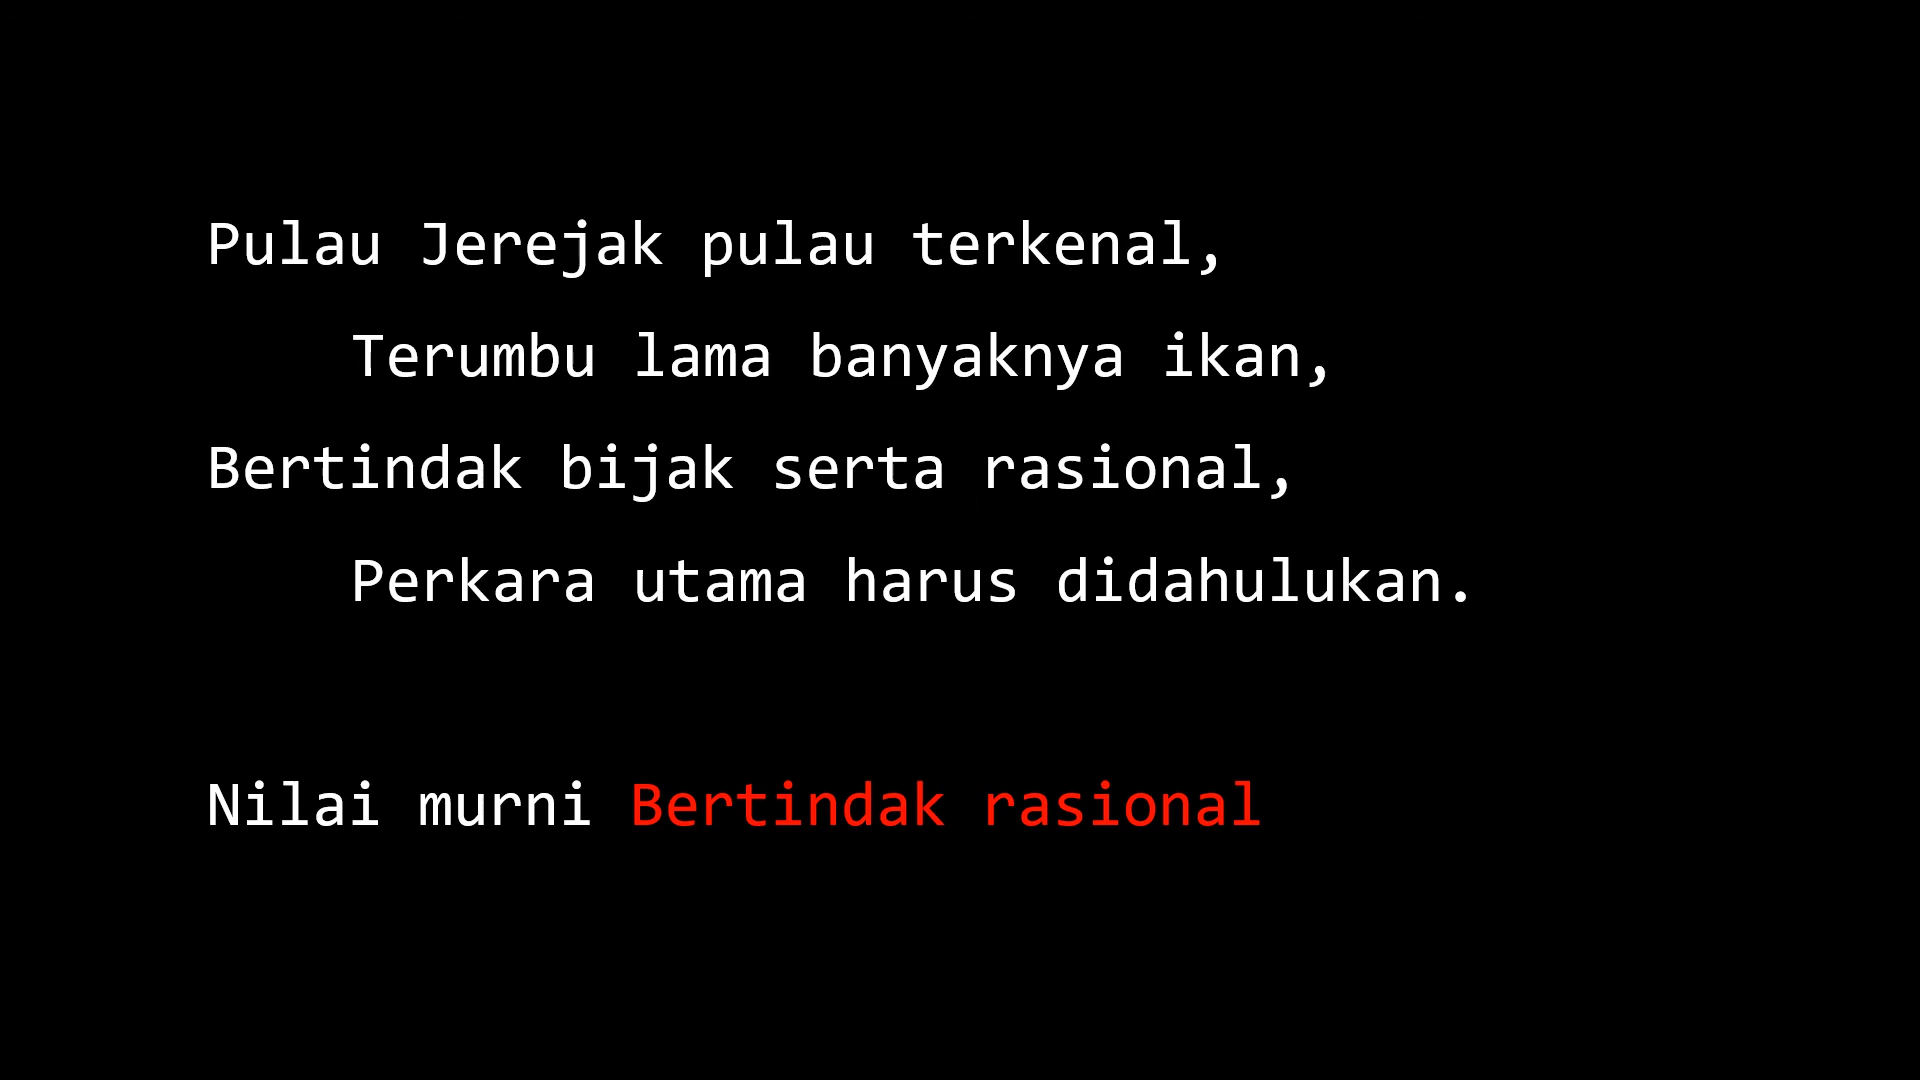 Pulau Jerejak pulau terkenal,
Terumbu lama banyaknya ikan,
Bertindak bijak serta rasional,
Perkara utama harus didahulukan.
Nilai murni Bertindak rasional